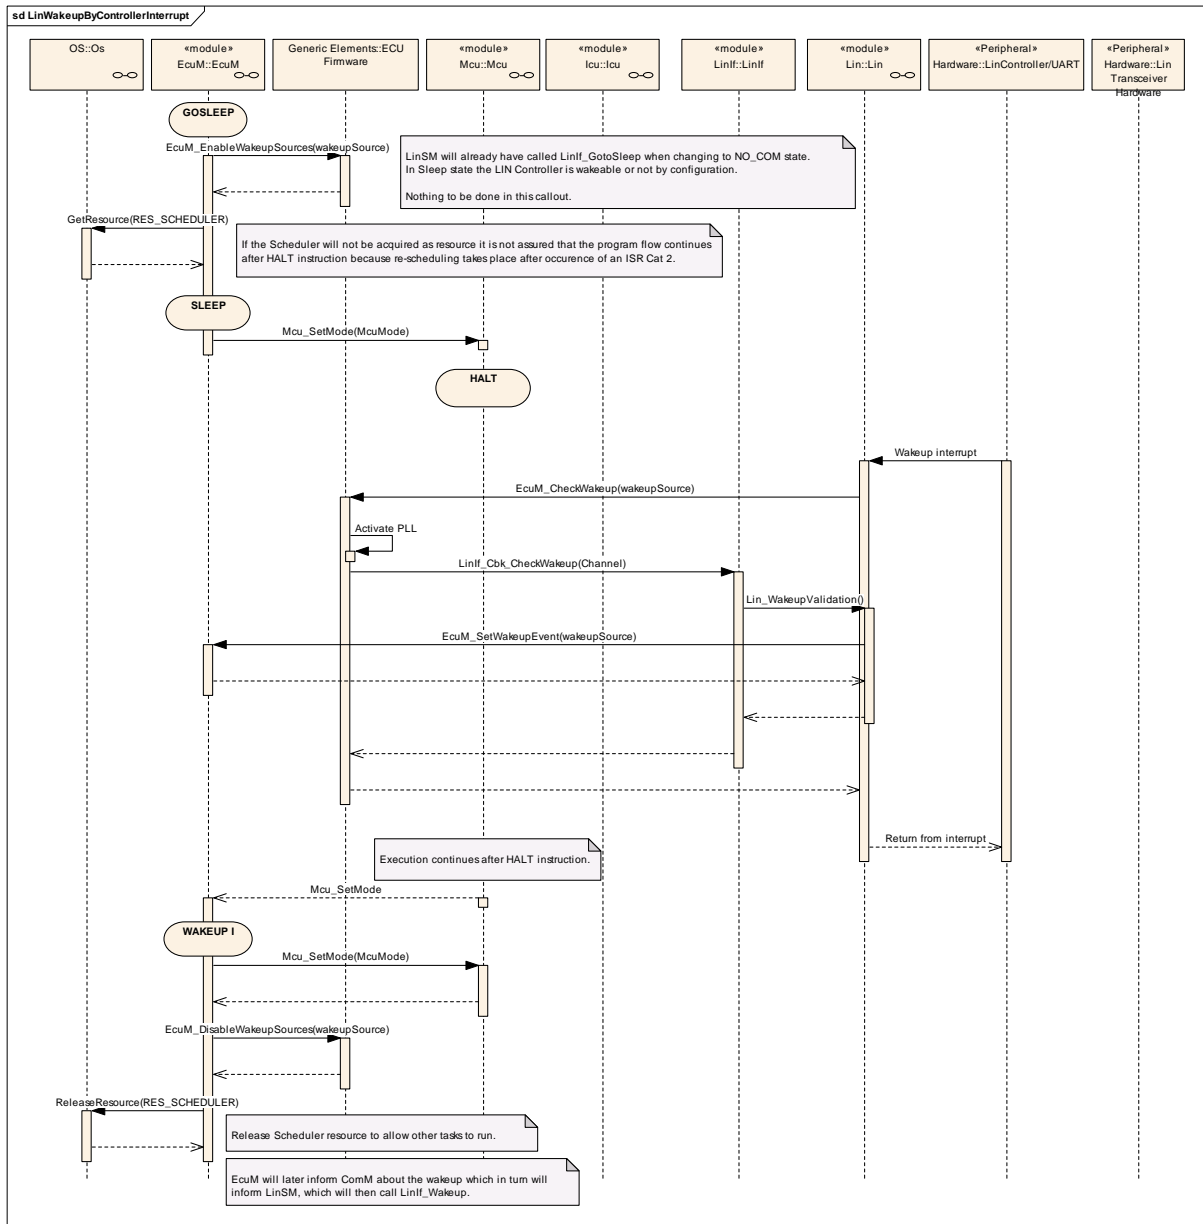 sd LinWakeupByControllerInterrupt
OS::Os
«module»
EcuM::EcuM
Generic Elements::ECU
Firmware
«module»
Mcu::Mcu
«module»
Icu::Icu
«module»
LinIf::LinIf
«module»
Lin::Lin
«Peripheral»
Hardware::LinController/UART
«Peripheral»
Hardware::Lin
Transceiver
Hardware
GOSLEEP
EcuM_EnableWakeupSources(wakeupSource)
LinSM will already have called LinIf_GotoSleep when changing to NO_COM state.
In Sleep state the LIN Controller is wakeable or not by configuration.
Nothing to be done in this callout.
GetResource(RES_SCHEDULER)
If the Scheduler will not be acquired as resource it is not assured that the program flow continues
after HALT instruction because re-scheduling takes place after occurence of an ISR Cat 2.
SLEEP
Mcu_SetMode(McuMode)
HALT
Wakeup interrupt
EcuM_CheckWakeup(wakeupSource)
Activate PLL
LinIf_Cbk_CheckWakeup(Channel)
Lin_WakeupValidation()
EcuM_SetWakeupEvent(wakeupSource)
Return from interrupt
Execution continues after HALT instruction.
Mcu_SetMode
WAKEUP I
Mcu_SetMode(McuMode)
EcuM_DisableWakeupSources(wakeupSource)
ReleaseResource(RES_SCHEDULER)
Release Scheduler resource to allow other tasks to run.
EcuM will later inform ComM about the wakeup which in turn will
inform LinSM, which will then call LinIf_Wakeup.